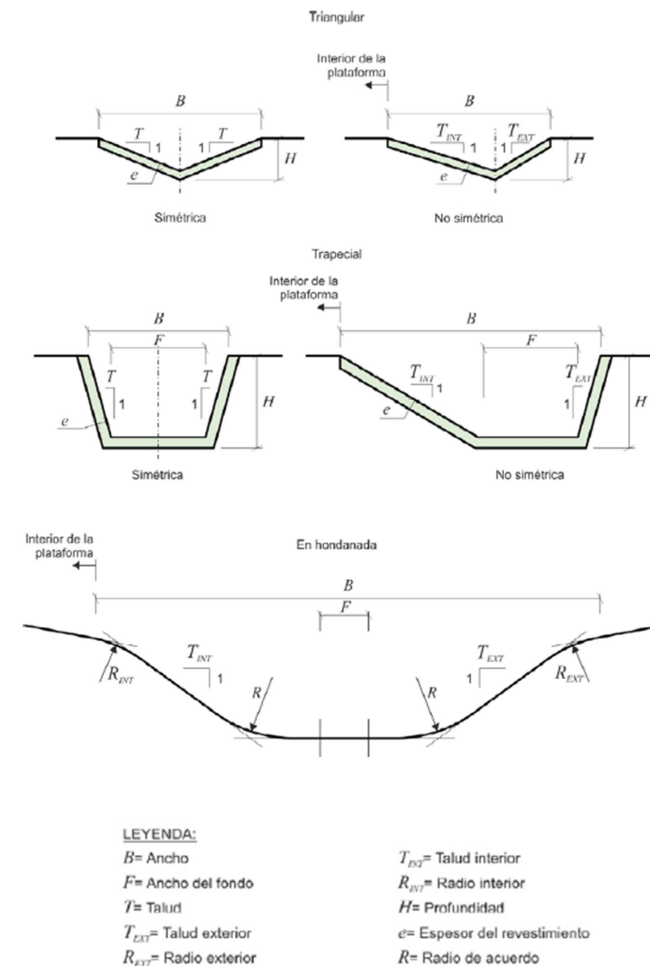 Triangular
Interior de la
plataforma
B
B
T
1
1
T
H
e
Simétrica
T_INT
1
1
T_EXT
H
e
No simétrica
Trapecial
Interior de la
plataforma
B
F
T
1
T
1
H
e
Simétrica
B
F
T_INT
1
T_EXT
1
H
e
No simétrica
Interior de la
plataforma
En hondanada
B
F
T_INT
1
T_EXT
1
R_INT
R
R
R_EXT
LEYENDA:
B= Ancho
F= Ancho del fondo
T= Talud
T_EXT= Talud exterior
R_EXT= Radio exterior
T_INT= Talud interior
R_INT= Radio interior
H= Profundidad
e= Espesor del revestimiento
R= Radio de acuerdo